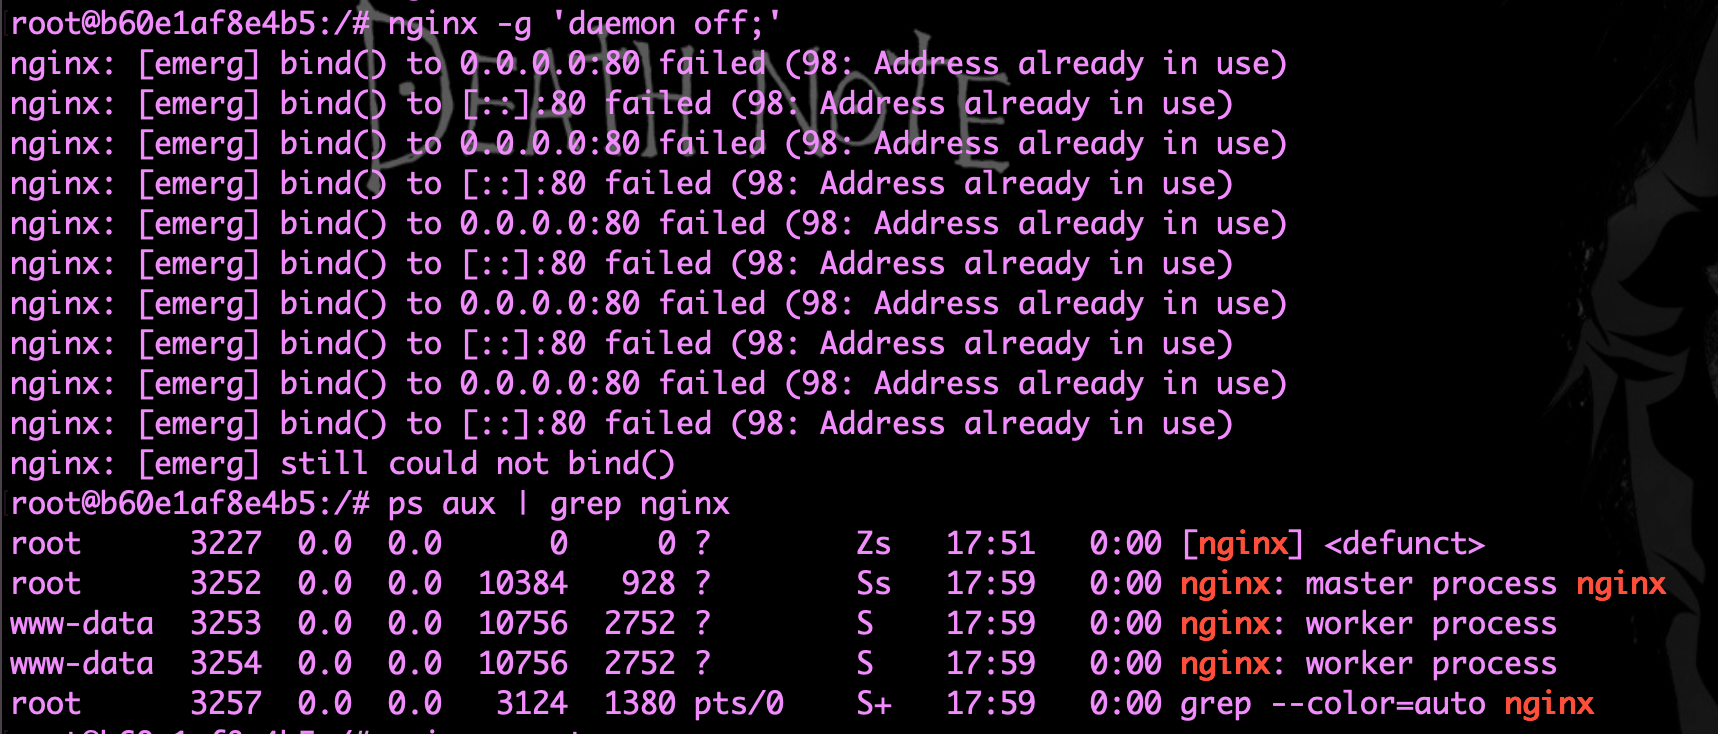 root@b60e1af8e4b5:/# nginx -g 'daemon off;'
DEATH NOTE
nginx: [emerg] bind() to 0.0.0.0:80 failed (98: Address already in use)
nginx: [emerg] bind() to [::]:80 failed (98: Address already in use)
nginx: [emerg] bind() to 0.0.0.0:80 failed (98: Address already in use)
nginx: [emerg] bind() to [::]:80 failed (98: Address already in use)
nginx: [emerg] bind() to 0.0.0.0:80 failed (98: Address already in use)
nginx: [emerg] bind() to [::]:80 failed (98: Address already in use)
nginx: [emerg] bind() to 0.0.0.0:80 failed (98: Address already in use)
nginx: [emerg] bind() to [::]:80 failed (98: Address already in use)
nginx: [emerg] bind() to 0.0.0.0:80 failed (98: Address already in use)
nginx: [emerg] bind() to [::]:80 failed (98: Address already in use)
nginx: [emerg] still could not bind()
root@b60e1af8e4b5:/# ps aux | grep nginx
root      3227  0.0  0.0      0     0 ?        Zs   17:51   0:00 [nginx] <defunct>
root      3252  0.0  0.0  10384   928 ?        Ss   17:59   0:00 nginx: master process nginx
www-data  3253  0.0  0.0  10756  2752 ?        S    17:59   0:00 nginx: worker process
www-data  3254  0.0  0.0  10756  2752 ?        S    17:59   0:00 nginx: worker process
root      3257  0.0  0.0   3124  1380 pts/0    S+   17:59   0:00 grep --color=auto nginx